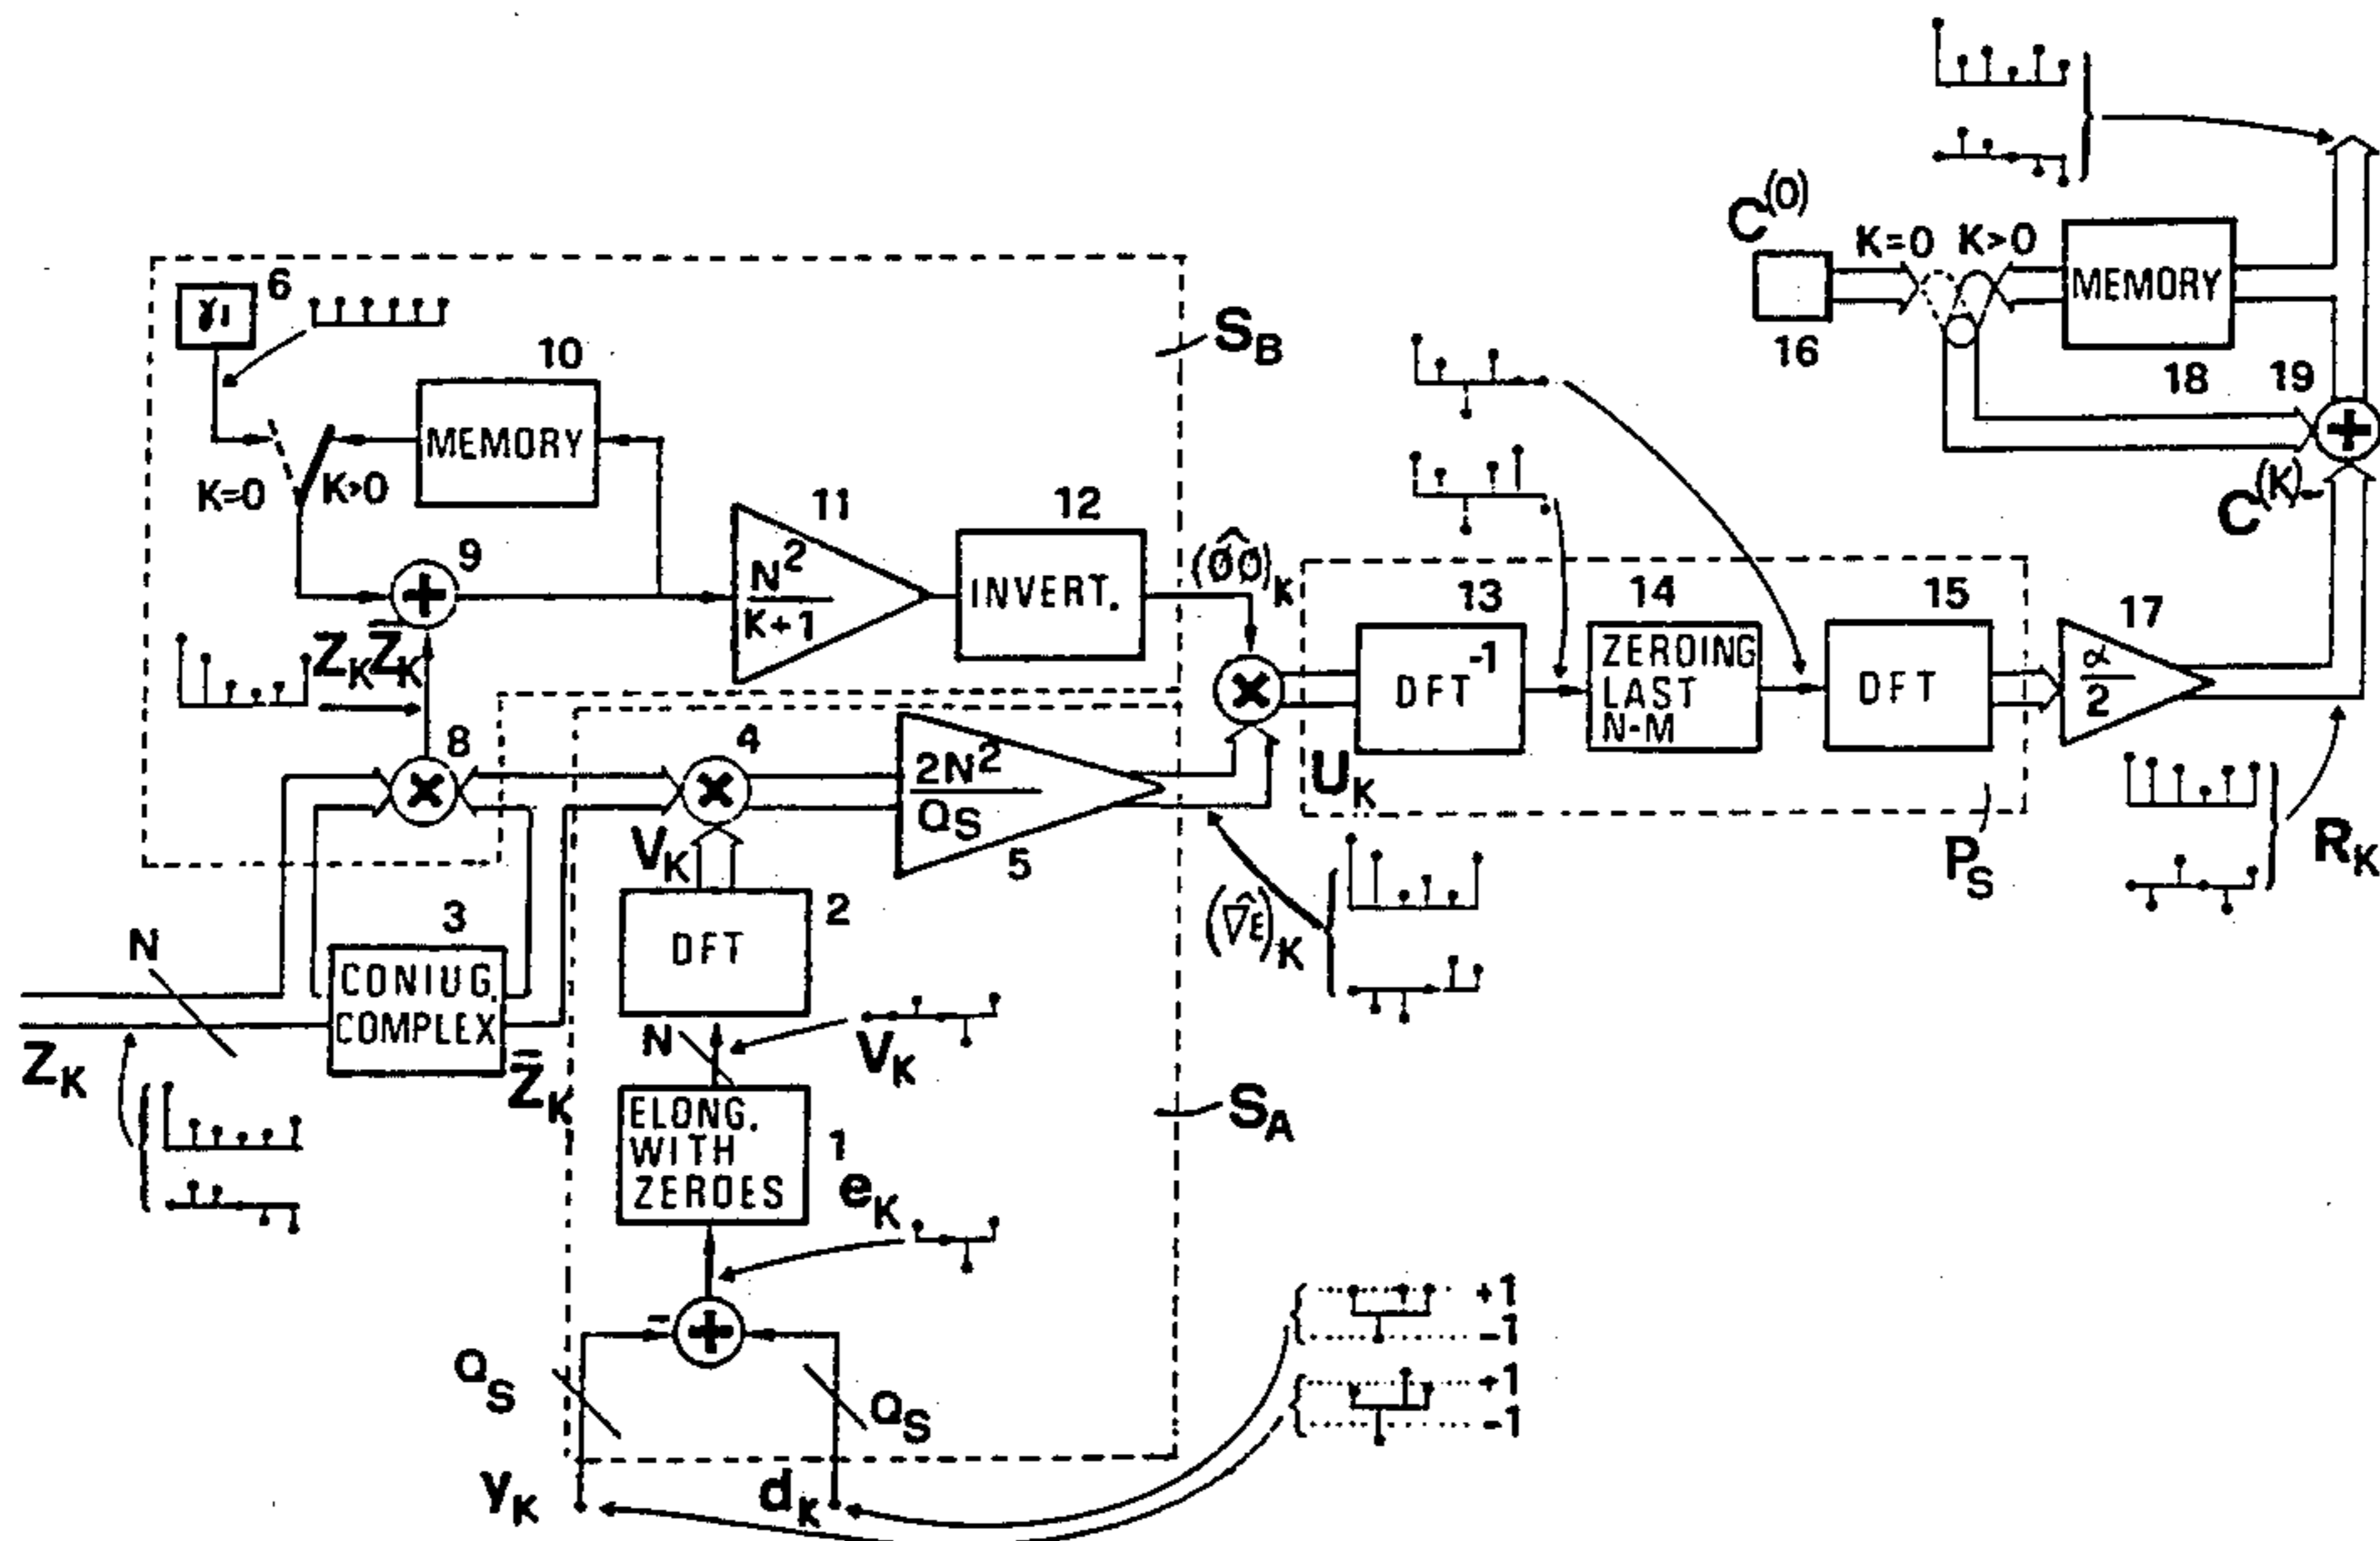 C(0)
K=0 K>0
MEMORY
16
18
19
C(K)
γ1
6
10
MEMORY
K=0 K>0
9
11
N²
K+1
12
INVERT.
S_B
Z_K Z̄_K
8
4
2N²
Q_S
5
(φ̂φ)_K
U_K
13
DFT⁻¹
14
ZEROING
LAST
N-M
15
DFT
17
α
2
P_S
R_K
(∇̂ε)_K
V_K
2
DFT
N
V_K
N
3
CONIUG.
COMPLEX
Z_K
Z̄_K
ELONG.
WITH
ZEROES
1
e_K
S_A
-
Q_S
Q_S
y_K
d_K
+1
-1
+1
-1